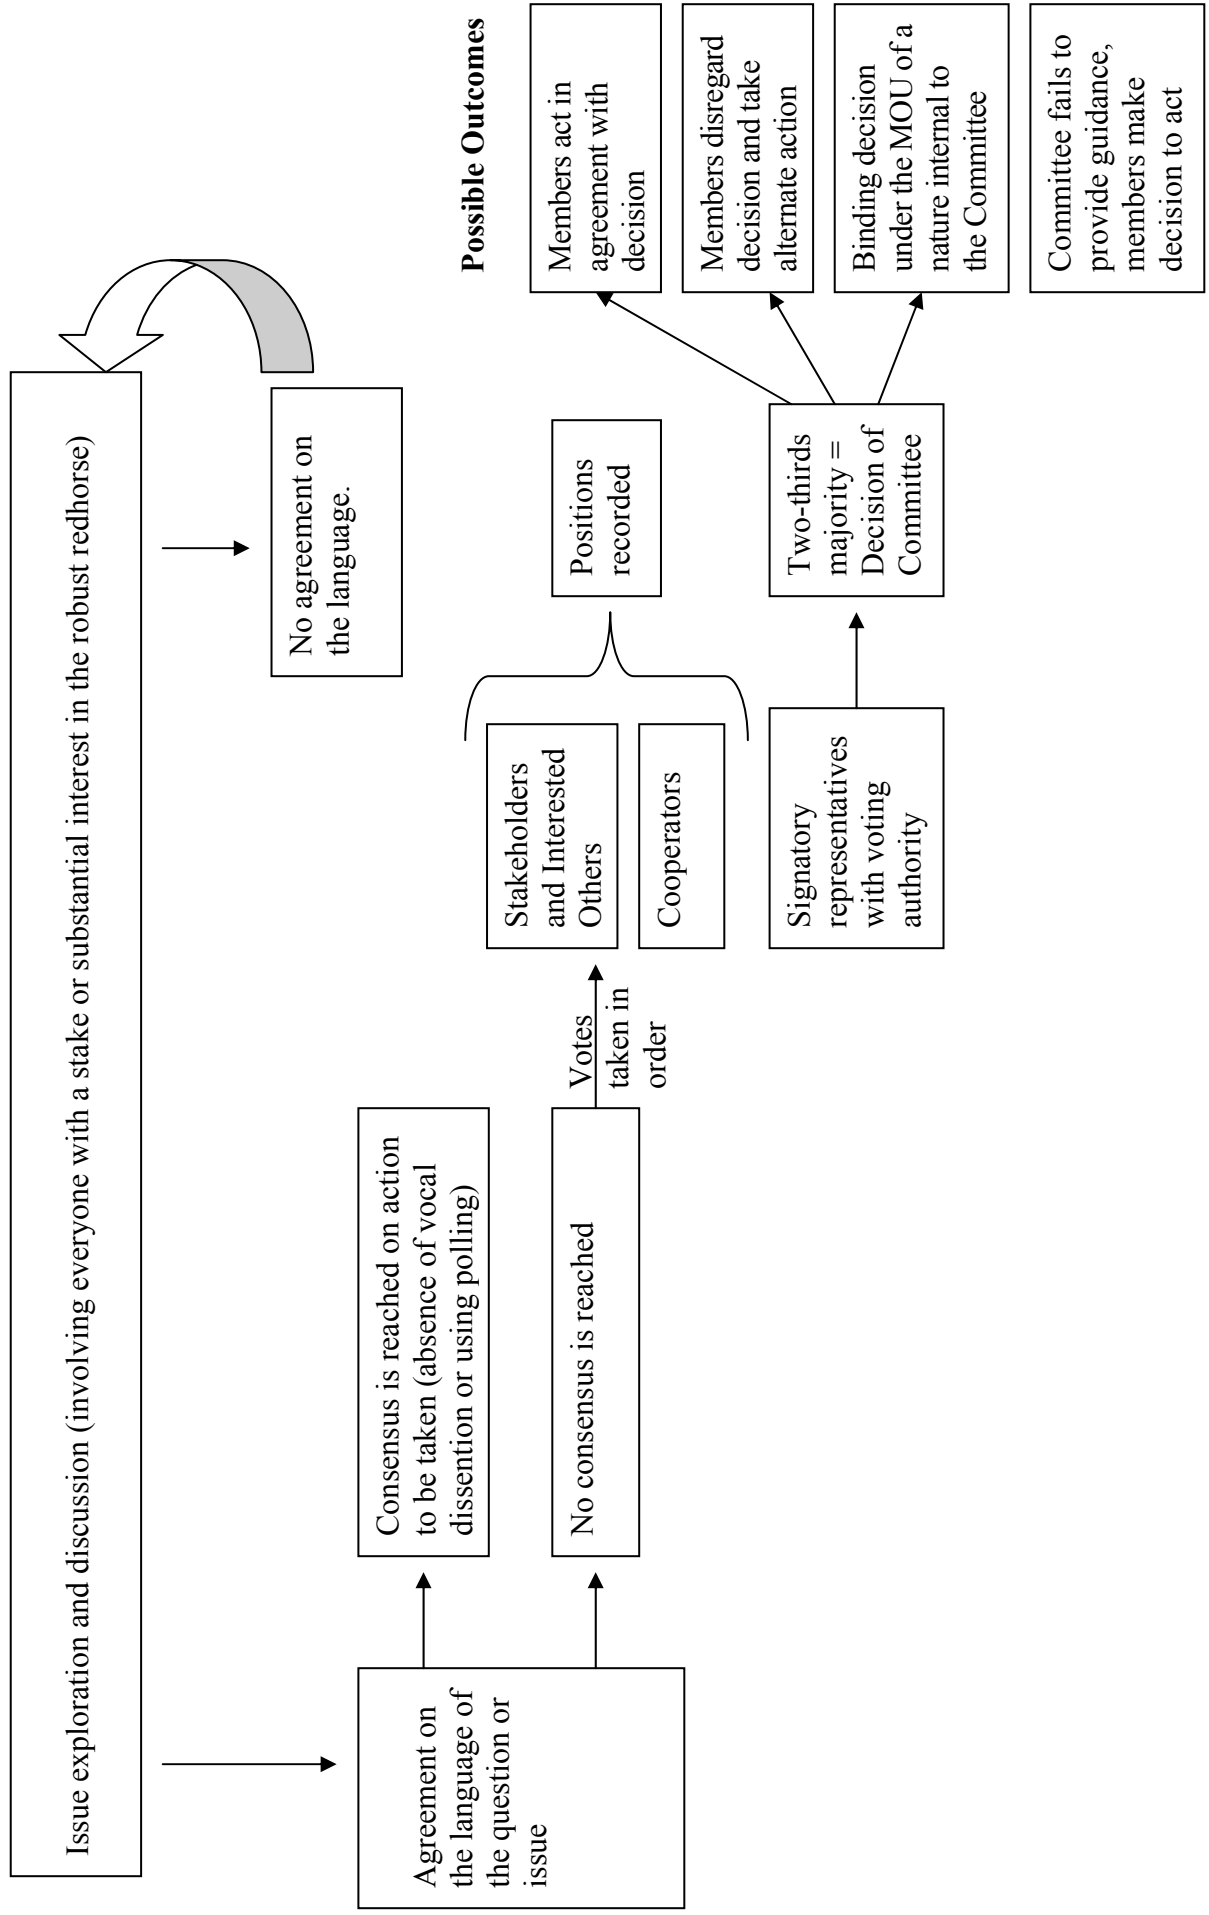 Issue exploration and discussion (involving everyone with a stake or substantial interest in the robust redhorse)
No agreement on
the language.
Agreement on
the language of
the question or
issue
Consensus is reached on action
to be taken (absence of vocal
dissention or using polling)
No consensus is reached
Votes
taken in
order
Stakeholders
and Interested
Others
Cooperators
Signatory
representatives
with voting
authority
Positions
recorded
Two-thirds
majority =
Decision of
Committee
Possible Outcomes
Members act in
agreement with
decision
Members disregard
decision and take
alternate action
Binding decision
under the MOU of a
nature internal to
the Committee
Committee fails to
provide guidance,
members make
decision to act